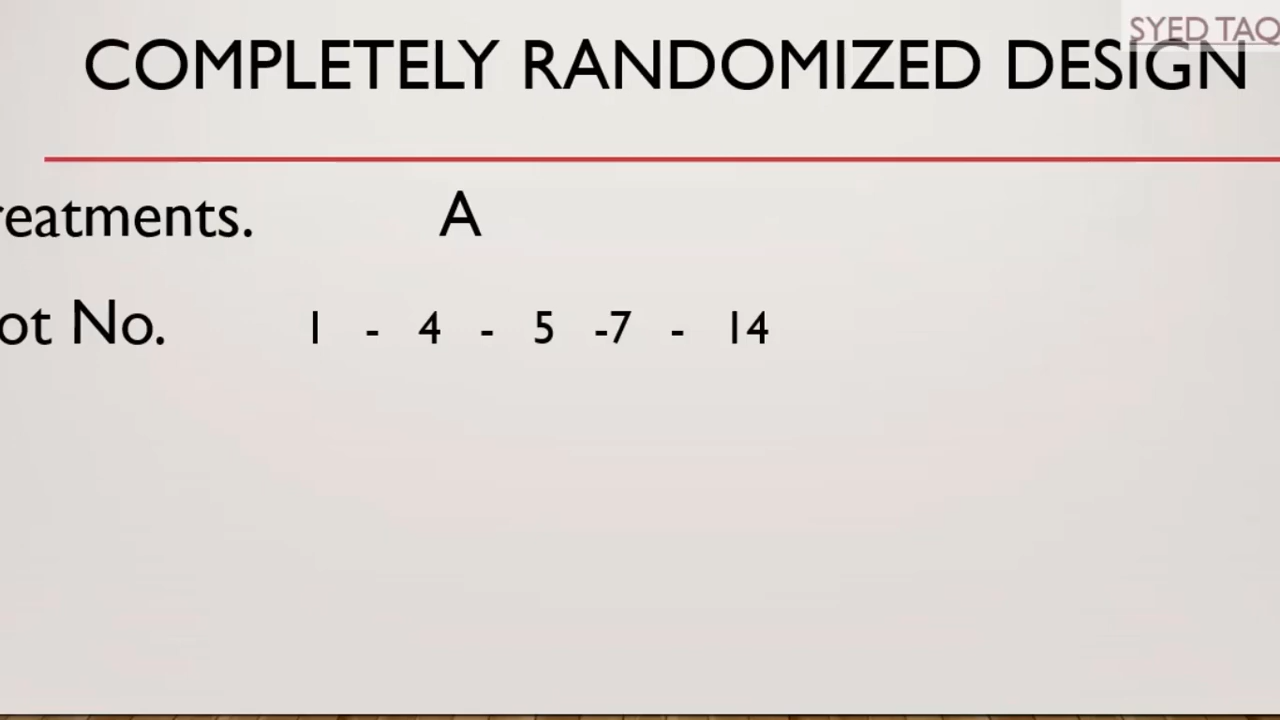 SYED TAQ
COMPLETELY RANDOMIZED DESIGN
reatments. A
ot No. 1 - 4 - 5 -7 - 14